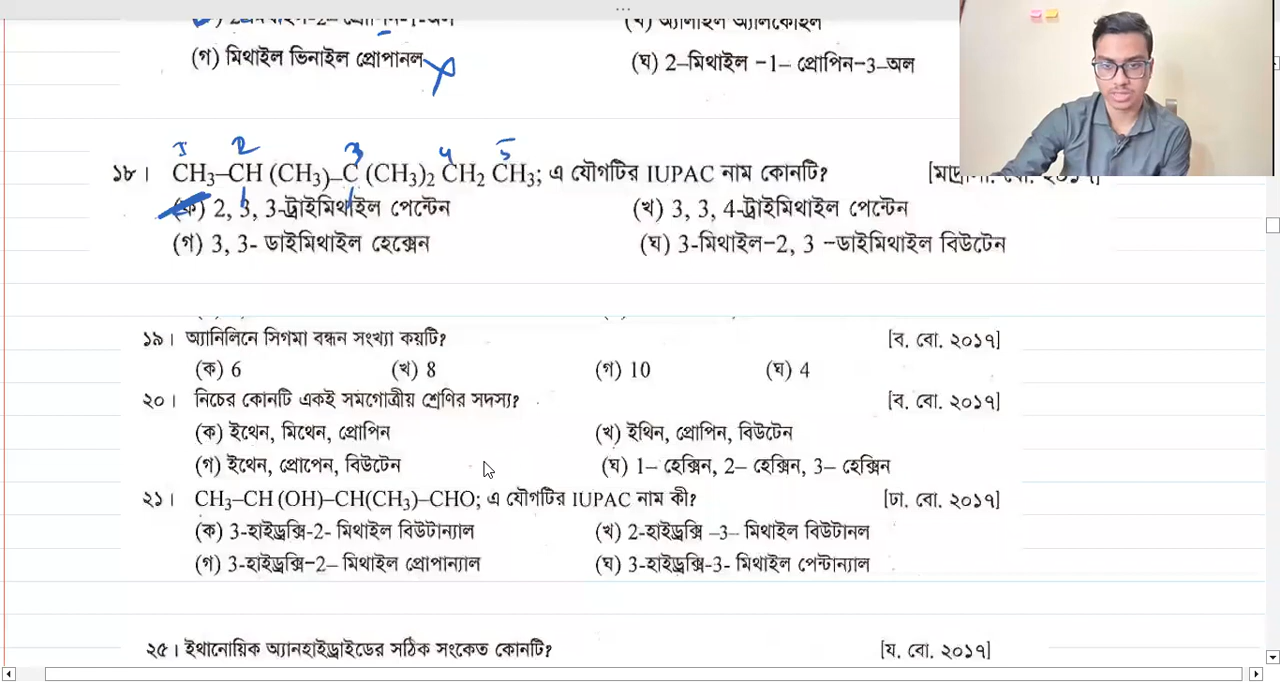 2-মিথাইল-2- প্রোপিন-1-অল (খ) অ্যালাইল অ্যালকোহল
(গ) মিথাইল ভিনাইল প্রোপানল (ঘ) 2–মিথাইল –1– প্রোপিন–3–অল
1 2 3 4 5
১৮। CH₃–CH (CH₃)–C (CH₃)₂ CH₂ CH₃; এ যৌগটির IUPAC নাম কোনটি?
(ক) 2, 3, 3-ট্রাইমিথাইল পেন্টেন (খ) 3, 3, 4-ট্রাইমিথাইল পেন্টেন
(গ) 3, 3- ডাইমিথাইল হেক্সেন (ঘ) 3-মিথাইল–2, 3 –ডাইমিথাইল বিউটেন
১৯। অ্যানিলিনে সিগমা বন্ধন সংখ্যা কয়টি? [ব. বো. ২০১৭]
(ক) 6 (খ) 8 (গ) 10 (ঘ) 4
২০। নিচের কোনটি একই সমগোত্রীয় শ্রেণির সদস্য? [ব. বো. ২০১৭]
(ক) ইথেন, মিথেন, প্রোপিন (খ) ইথিন, প্রোপিন, বিউটেন
(গ) ইথেন, প্রোপেন, বিউটেন (ঘ) 1– হেক্সিন, 2– হেক্সিন, 3– হেক্সিন
২১। CH₃–CH (OH)–CH(CH₃)–CHO; এ যৌগটির IUPAC নাম কী? [ঢা. বো. ২০১৭]
(ক) 3-হাইড্রক্সি-2- মিথাইল বিউটান্যাল (খ) 2-হাইড্রক্সি –3– মিথাইল বিউটানল
(গ) 3-হাইড্রক্সি–2– মিথাইল প্রোপান্যাল (ঘ) 3-হাইড্রক্সি-3- মিথাইল পেন্টান্যাল
২৫। ইথানোয়িক অ্যানহাইড্রাইডের সঠিক সংকেত কোনটি? [য. বো. ২০১৭]